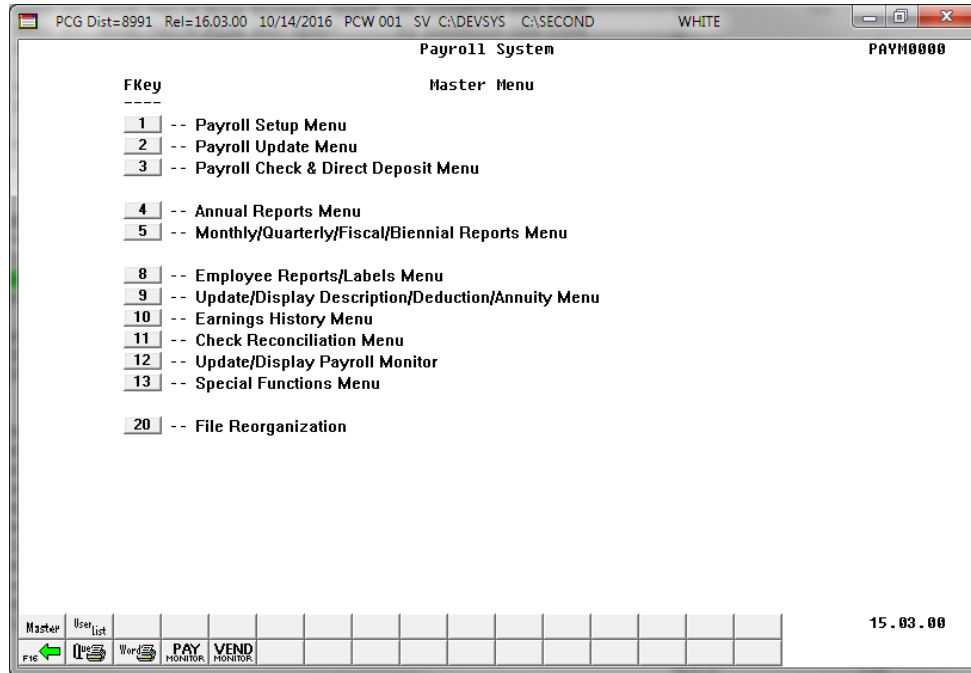 PCG Dist=8991 Rel=16.03.00 10/14/2016 PCW 001 SV C:\DEVSYS C:\SECOND WHITE
Payroll System PAYM0000
FKey Master Menu
----
1 -- Payroll Setup Menu
2 -- Payroll Update Menu
3 -- Payroll Check & Direct Deposit Menu
4 -- Annual Reports Menu
5 -- Monthly/Quarterly/Fiscal/Biennial Reports Menu
8 -- Employee Reports/Labels Menu
9 -- Update/Display Description/Deduction/Annuity Menu
10 -- Earnings History Menu
11 -- Check Reconciliation Menu
12 -- Update/Display Payroll Monitor
13 -- Special Functions Menu
20 -- File Reorganization
Master User List 15.03.00
F16 Que Word PAY MONITOR VEND MONITOR